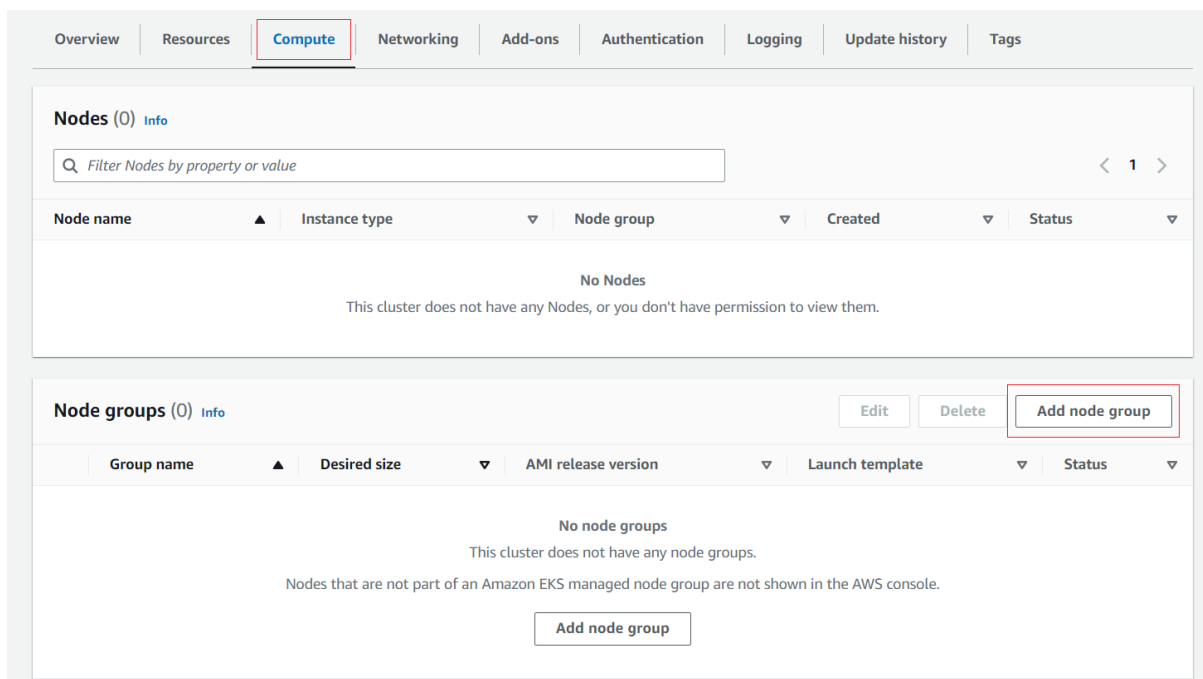 Overview Resources Compute Networking Add-ons Authentication Logging Update history Tags
Nodes (0) Info
Filter Nodes by property or value
1
Node name Instance type Node group Created Status
No Nodes
This cluster does not have any Nodes, or you don't have permission to view them.
Node groups (0) Info Edit Delete Add node group
Group name Desired size AMI release version Launch template Status
No node groups
This cluster does not have any node groups.
Nodes that are not part of an Amazon EKS managed node group are not shown in the AWS console.
Add node group